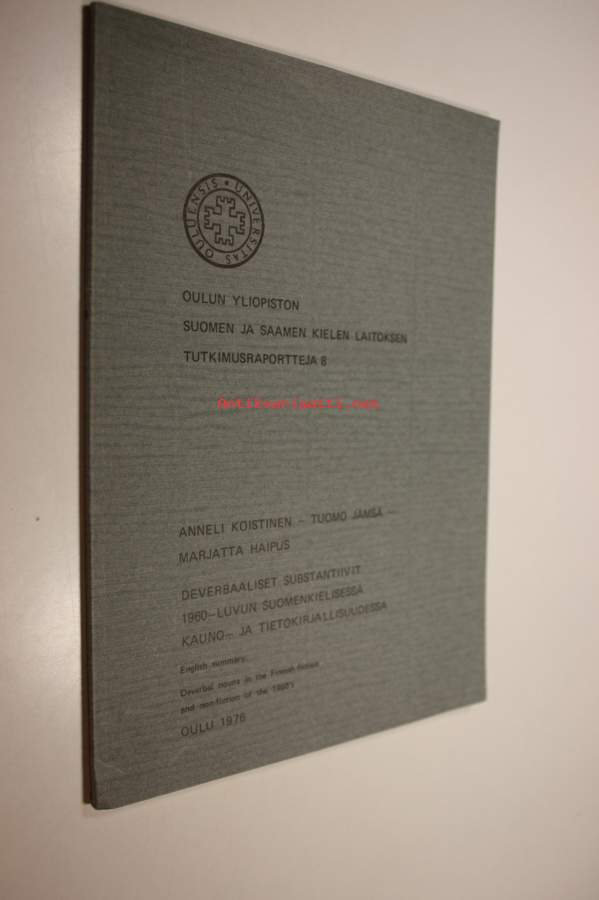 UNIVERSITAS OULUENSIS
OULUN YLIOPISTON
SUOMEN JA SAAMEN KIELEN LAITOKSEN
TUTKIMUSRAPORTTEJA 8
Antikvariaatti.com
ANNELI KOISTINEN – TUOMO JÄMSÄ –
MARJATTA HAIPUS
DEVERBAALISET SUBSTANTIIVIT
1960–LUVUN SUOMENKIELISESSÄ
KAUNO– JA TIETOKIRJALLISUUDESSA
English summary:
Deverbal nouns in the Finnish fiction
and non-fiction of the 1960's
OULU 1976